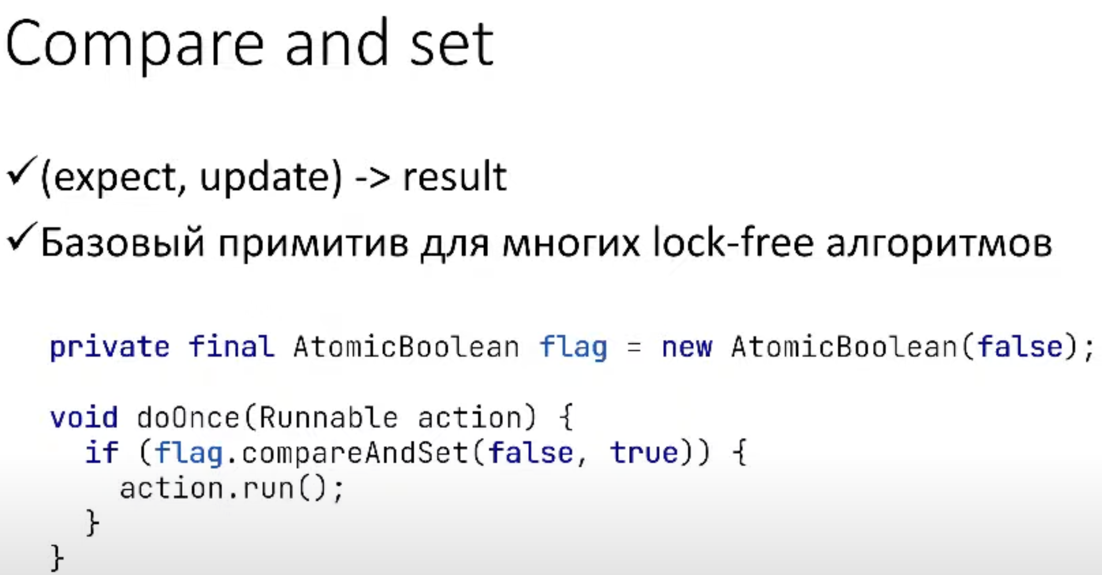 Compare and set
✓(expect, update) -> result
✓Базовый примитив для многих lock-free алгоритмов
private final AtomicBoolean flag = new AtomicBoolean(false);
void doOnce(Runnable action) {
  if (flag.compareAndSet(false, true)) {
    action.run();
  }
}